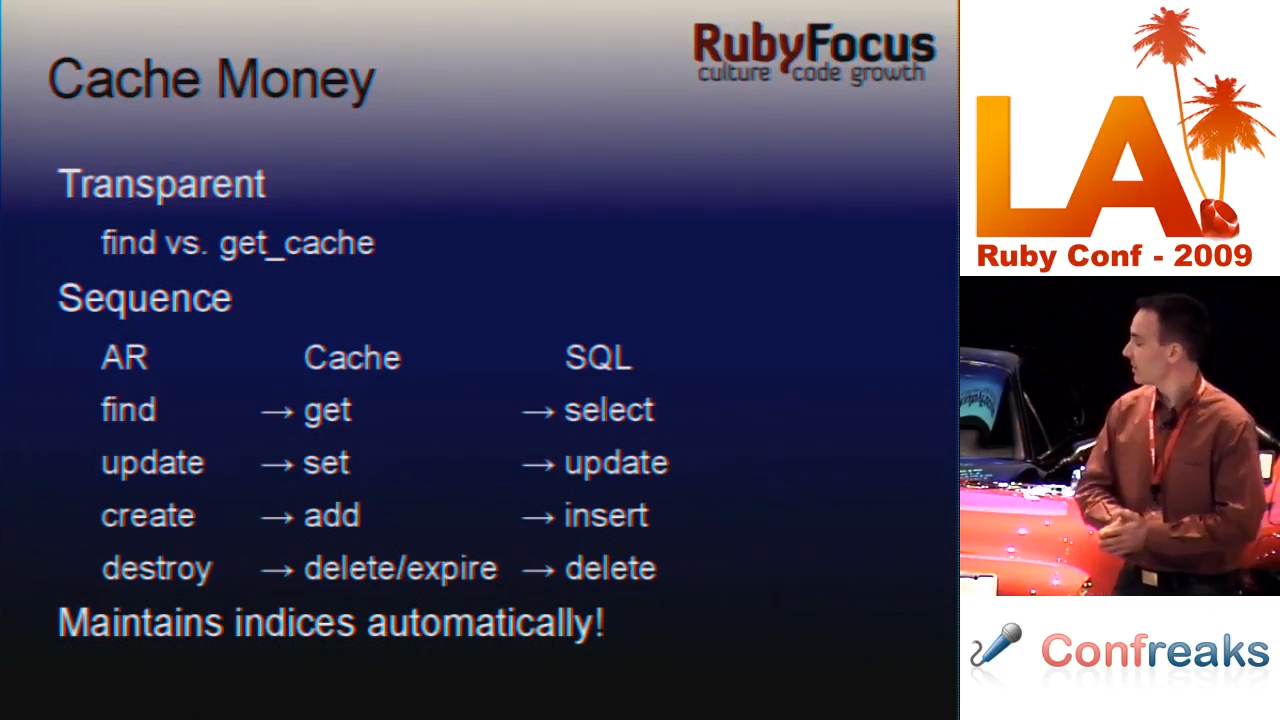 Cache Money
RubyFocus
culture code growth
Transparent
find vs. get_cache
Sequence
AR Cache SQL
find → get → select
update → set → update
create → add → insert
destroy → delete/expire → delete
Maintains indices automatically!
LA
Ruby Conf - 2009
Confreaks